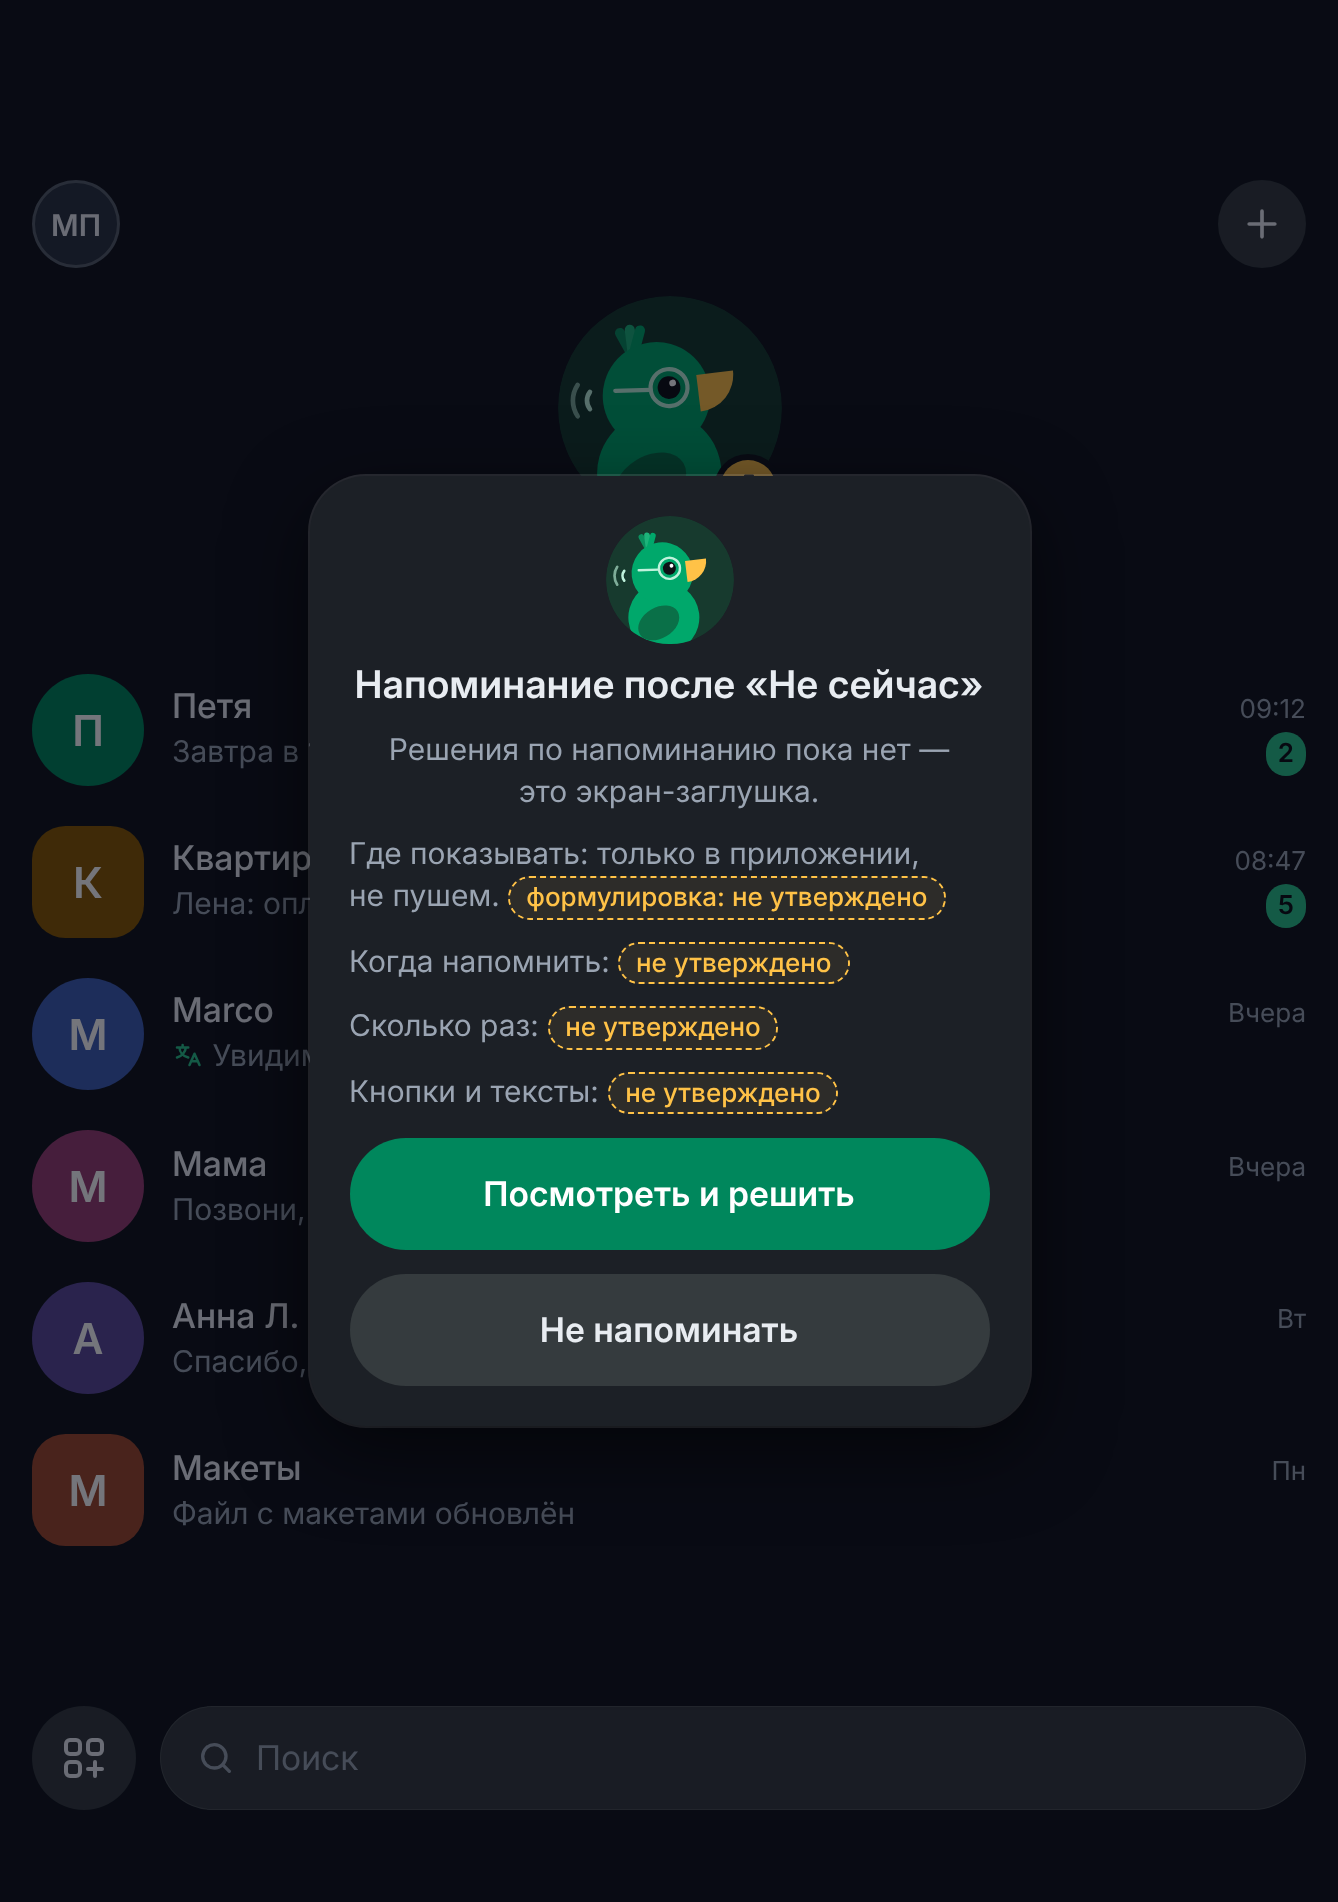 МП
Напоминание после «Не сейчас»
Решения по напоминанию пока нет —
это экран-заглушка.
Где показывать: только в приложении,
не пушем. формулировка: не утверждено
Когда напомнить: не утверждено
Сколько раз: не утверждено
Кнопки и тексты: не утверждено
Посмотреть и решить
Не напоминать
П
Петя
09:12
Завтра в
2
К
Квартир
08:47
Лена: опл
5
M
Marco
Вчера
Увидим
М
Мама
Вчера
Позвони,
А
Анна Л.
Вт
Спасибо,
М
Макеты
Пн
Файл с макетами обновлён
Поиск